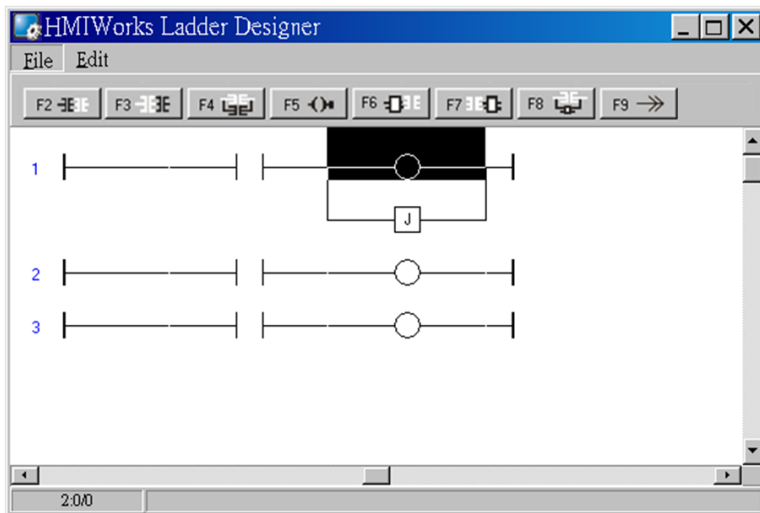 HMIWorks Ladder Designer
File Edit
F2 F3 F4 F5 F6 F7 F8 F9
1
J
2
3
2:0/0